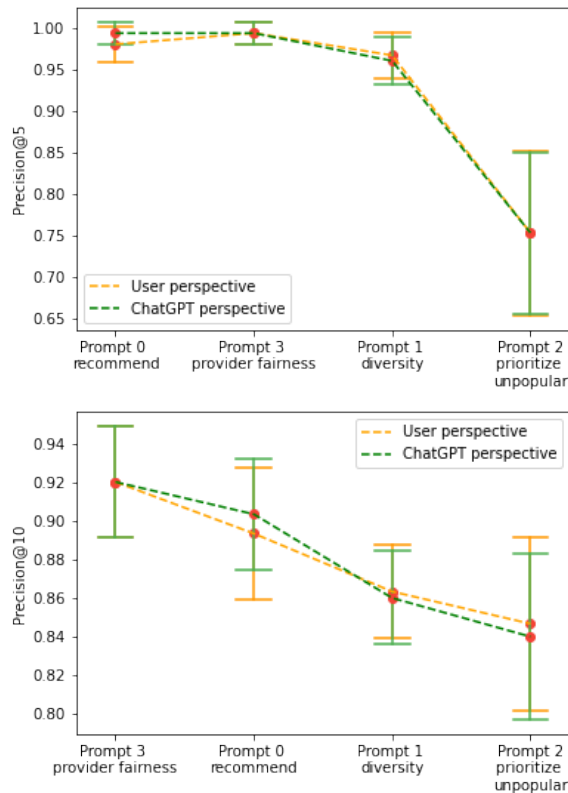 1.00
0.95
0.90
0.85
0.80
0.75
0.70
0.65
Precision@5
User perspective
ChatGPT perspective
Prompt 0
recommend
Prompt 3
provider fairness
Prompt 1
diversity
Prompt 2
prioritize
unpopular
0.94
0.92
0.90
0.88
0.86
0.84
0.82
0.80
Precision@10
User perspective
ChatGPT perspective
Prompt 3
provider fairness
Prompt 0
recommend
Prompt 1
diversity
Prompt 2
prioritize
unpopular